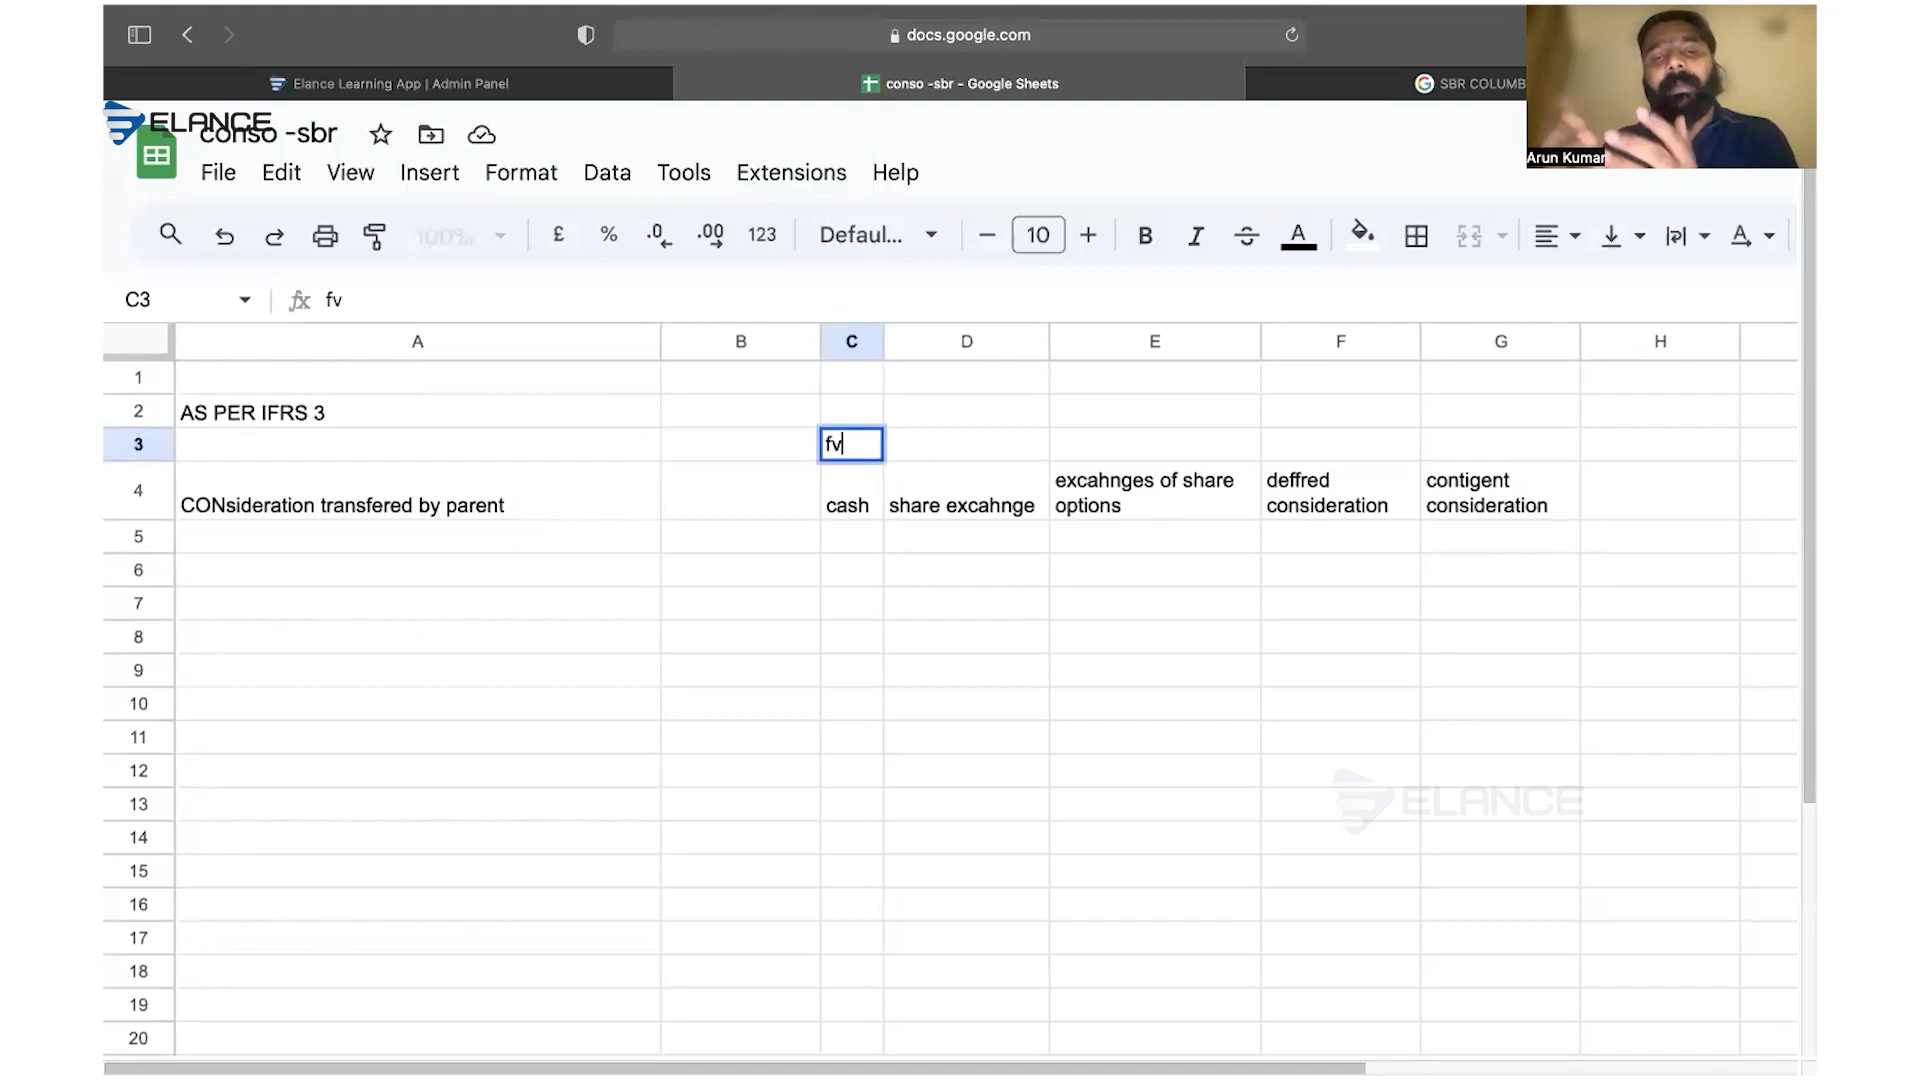 docs.google.com
Elance Learning App | Admin Panel
conso -sbr - Google Sheets
SBR COLUMB
ELANCE
conso -sbr
Arun Kumar
File Edit View Insert Format Data Tools Extensions Help
100% £ % .0 .00 123 Defaul... 10 B I S A A
C3 fx fv
A B C D E F G H
1
2 AS PER IFRS 3
3 fv
excahnges of share deffred contigent
4 CONsideration transfered by parent cash share excahnge options consideration consideration
5
6
7
8
9
10
11
12
13
ELANCE
14
15
16
17
18
19
20